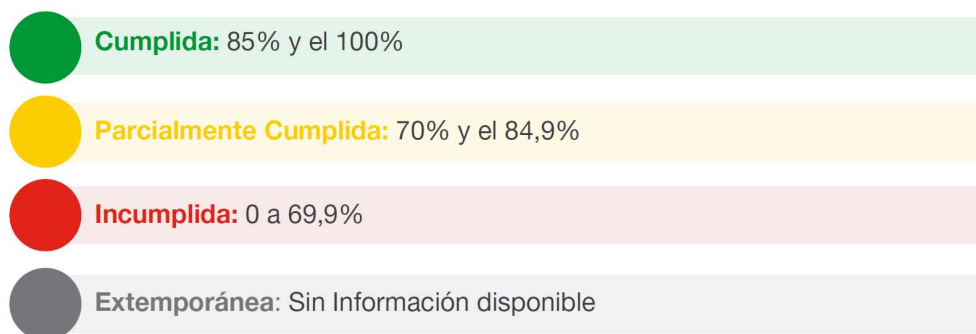 Cumplida: 85% y el 100%
Parcialmente Cumplida: 70% y el 84,9%
Incumplida: 0 a 69,9%
Extemporánea: Sin Información disponible